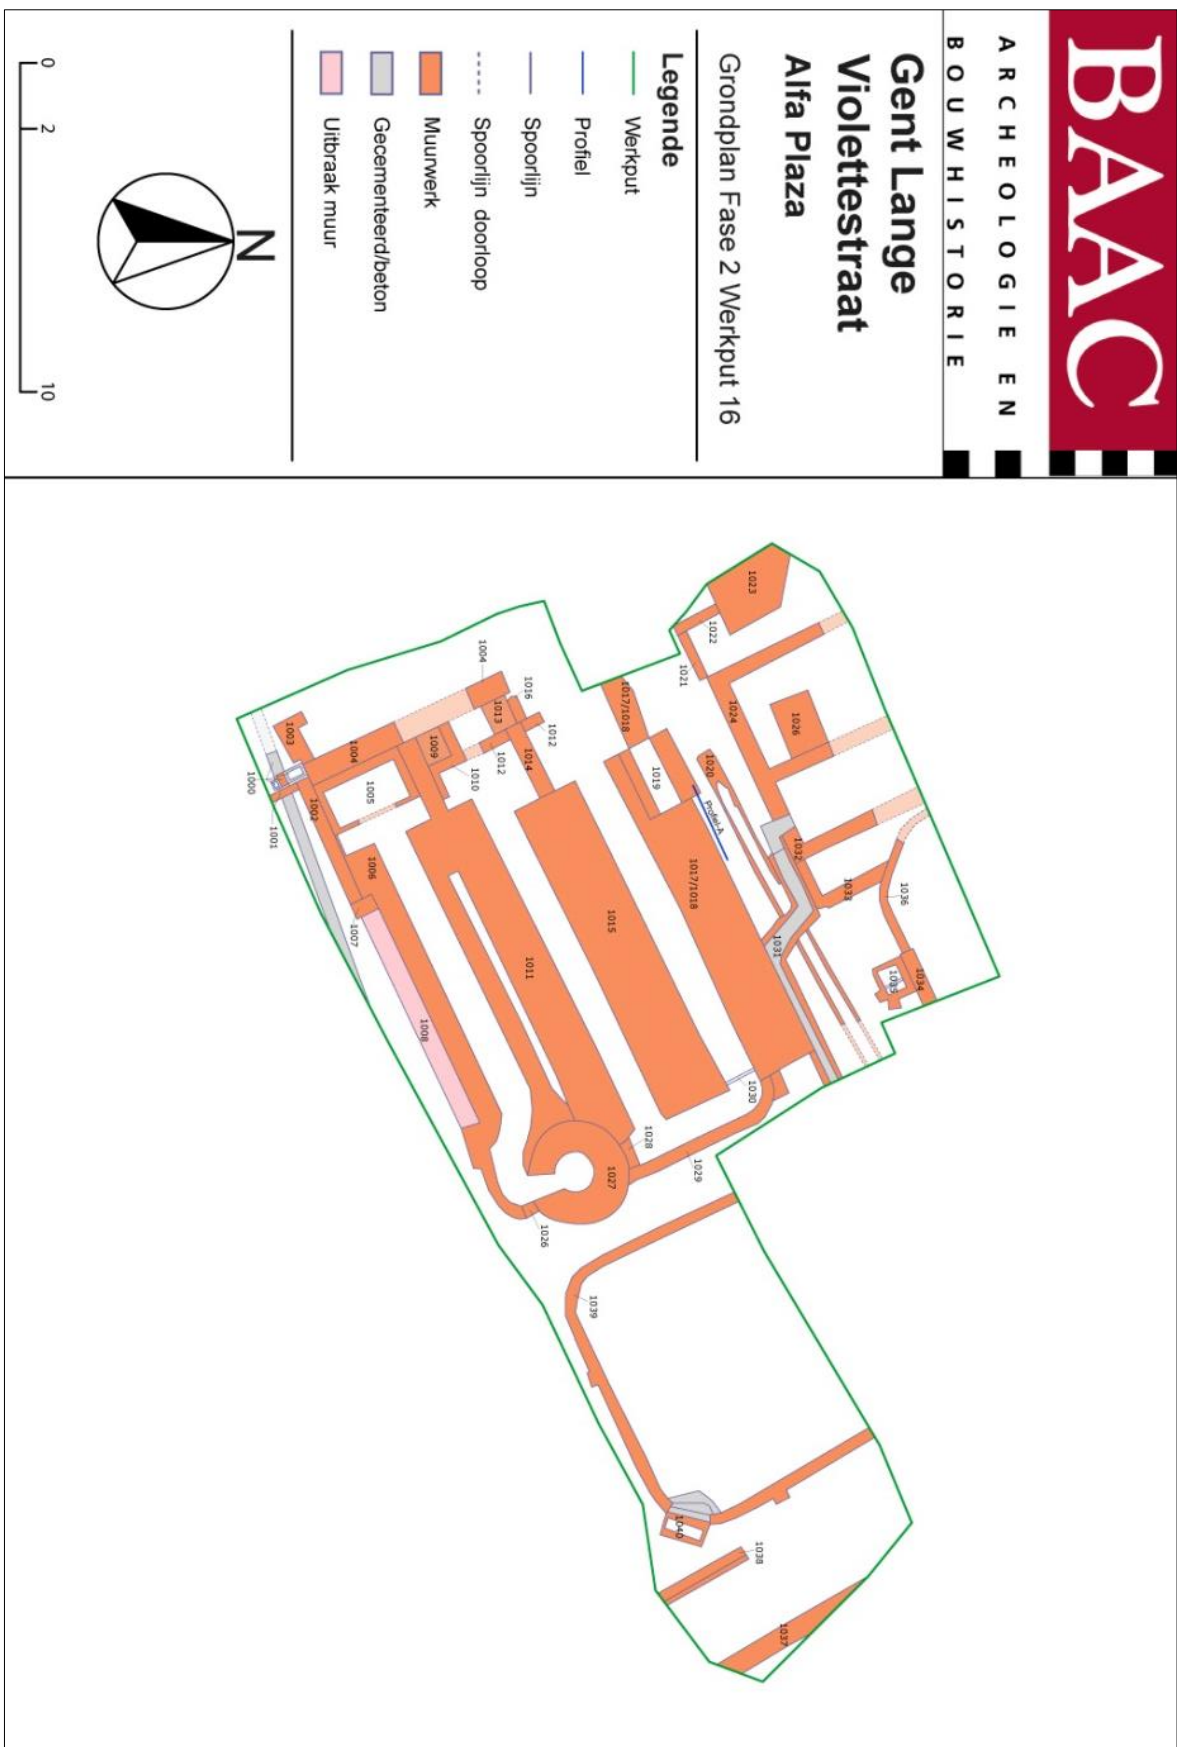 BAAC
ARCHEOLOGIE EN
BOUWHISTORIE
Gent Lange
Violettestraat
Alfa Plaza
Grondplan Fase 2 Werkput 16
Legende
Werkput
Profiel
Spoorlijn
Spoorlijn doorloop
Muurwerk
Gecementeerd/beton
Uitbraak muur
N
0 2 10
1023
1022
1021
1024
1026
1017/1018
1019
1020
Profiel-A
1032
1033
1036
1034
1035
1031
1017/1018
1004
1016
1013
1012
1012
1014
1009
1010
1003
1004
1005
1000
1001
1002
1006
1007
1008
1011
1015
1030
1028
1029
1027
1026
1039
1040
1038
1037